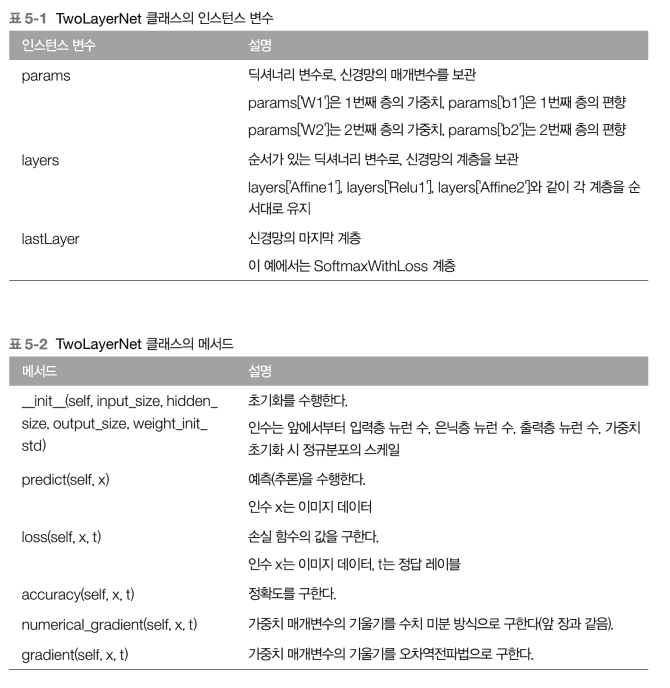 표 5-1 TwoLayerNet 클래스의 인스턴스 변수
인스턴스 변수 설명
params 딕셔너리 변수로, 신경망의 매개변수를 보관
params['W1']은 1번째 층의 가중치, params['b1']은 1번째 층의 편향
params['W2']는 2번째 층의 가중치, params['b2']는 2번째 층의 편향
layers 순서가 있는 딕셔너리 변수로, 신경망의 계층을 보관
layers['Affine1'], layers['Relu1'], layers['Affine2']와 같이 각 계층을 순
서대로 유지
lastLayer 신경망의 마지막 계층
이 예에서는 SoftmaxWithLoss 계층
표 5-2 TwoLayerNet 클래스의 메서드
메서드 설명
__init__(self, input_size, hidden_ 초기화를 수행한다.
size, output_size, weight_init_ 인수는 앞에서부터 입력층 뉴런 수, 은닉층 뉴런 수, 출력층 뉴런 수, 가중치
std) 초기화 시 정규분포의 스케일
predict(self, x) 예측(추론)을 수행한다.
인수 x는 이미지 데이터
loss(self, x, t) 손실 함수의 값을 구한다.
인수 x는 이미지 데이터, t는 정답 레이블
accuracy(self, x, t) 정확도를 구한다.
numerical_gradient(self, x, t) 가중치 매개변수의 기울기를 수치 미분 방식으로 구한다(앞 장과 같음).
gradient(self, x, t) 가중치 매개변수의 기울기를 오차역전파법으로 구한다.